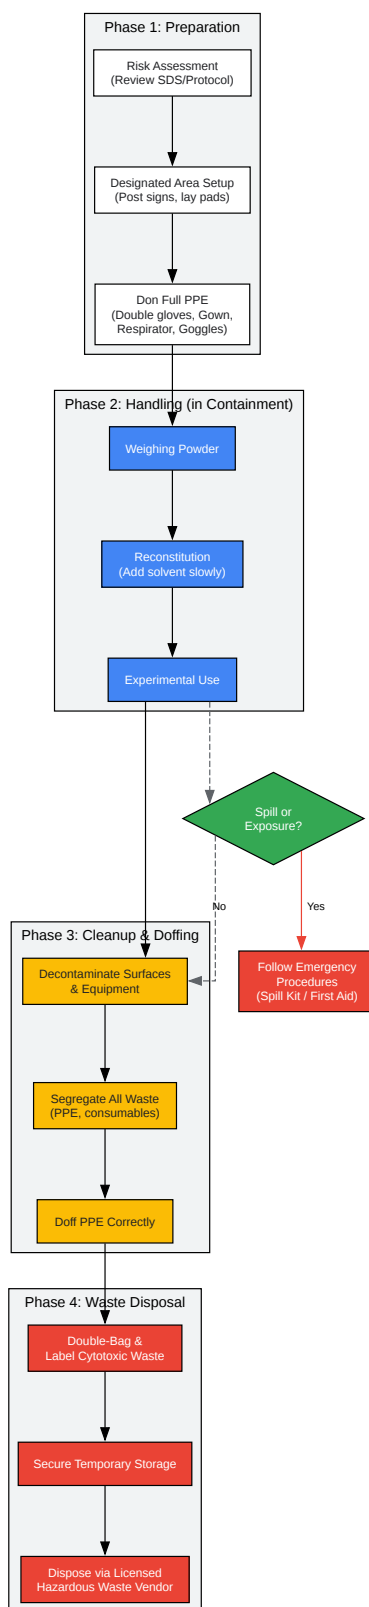 Phase 1: Preparation
Risk Assessment
(Review SDS/Protocol)
Designated Area Setup
(Post signs, lay pads)
Don Full PPE
(Double gloves, Gown,
Respirator, Goggles)
Phase 2: Handling (in Containment)
Weighing Powder
Reconstitution
(Add solvent slowly)
Experimental Use
Spill or
Exposure?
No
Yes
Phase 3: Cleanup & Doffing
Decontaminate Surfaces
& Equipment
Follow Emergency
Procedures
(Spill Kit / First Aid)
Segregate All Waste
(PPE, consumables)
Doff PPE Correctly
Phase 4: Waste Disposal
Double-Bag &
Label Cytotoxic Waste
Secure Temporary Storage
Dispose via Licensed
Hazardous Waste Vendor